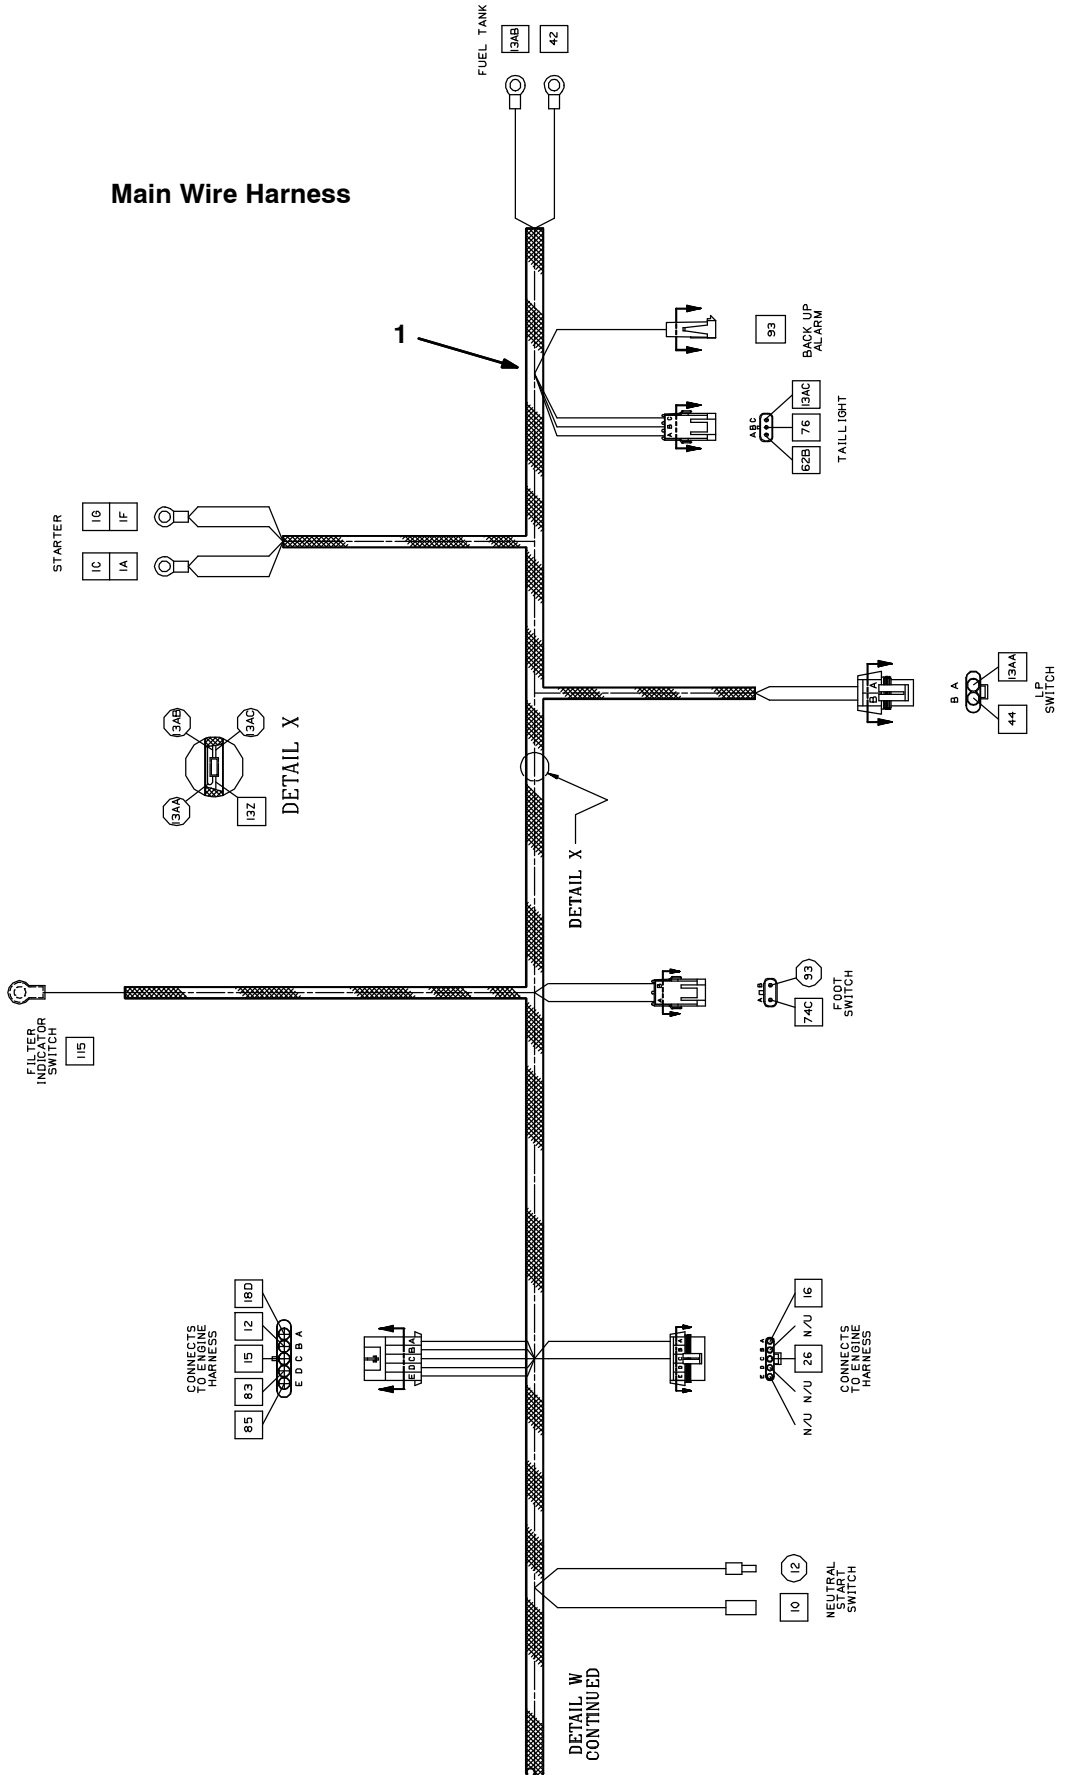 FUEL TANK
13AB
42
Main Wire Harness
1
93
BACK UP
ALARM
A B C
ABC
13AC
76
62B
TAILLIGHT
STARTER
1G
1F
1C
1A
B A
B A
13AA
44
LP
SWITCH
13AB
13AC
13AA
13Z
DETAIL X
DETAIL X
FILTER
INDICATOR
SWITCH
115
A B
A B
93
74C
FOOT
SWITCH
CONNECTS
TO ENGINE
HARNESS
18D
12
15
83
85
E D C B A
E D C B A
E D C B A
E D C B A
16
N/U
26
N/U
N/U
CONNECTS
TO ENGINE
HARNESS
12
10
NEUTRAL
START
SWITCH
DETAIL W
CONTINUED